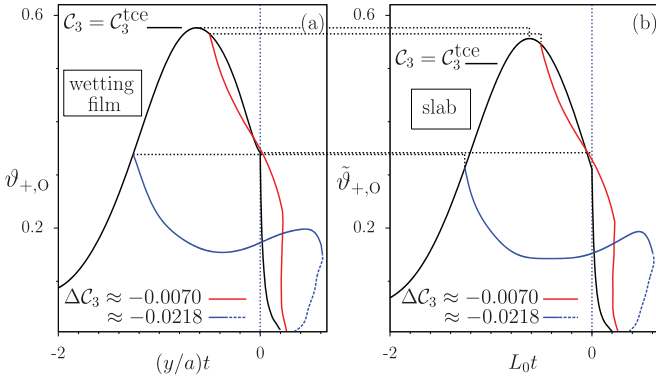 0.6
C₃ = C₃ᵗᶜᵉ
(a)
wetting
film
ϑ₊,O
0.2
ΔC₃ ≈ −0.0070
≈ −0.0218
-2
0
(y/a)t
(b)
C₃ = C₃ᵗᶜᵉ
slab
0.6
ϑ̃₊,O
0.2
ΔC₃ ≈ −0.0070
≈ −0.0218
-2
0
L₀t